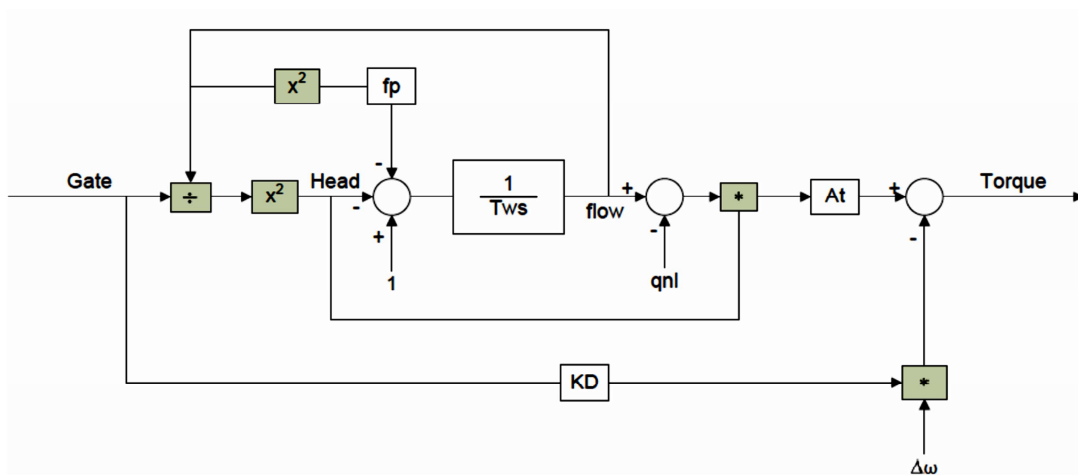 x²
fp
-
Gate
÷
x²
Head
-
+
1
1
Tws
flow
+
-
qnl
*
At
+
-
Torque
KD
*
Δω